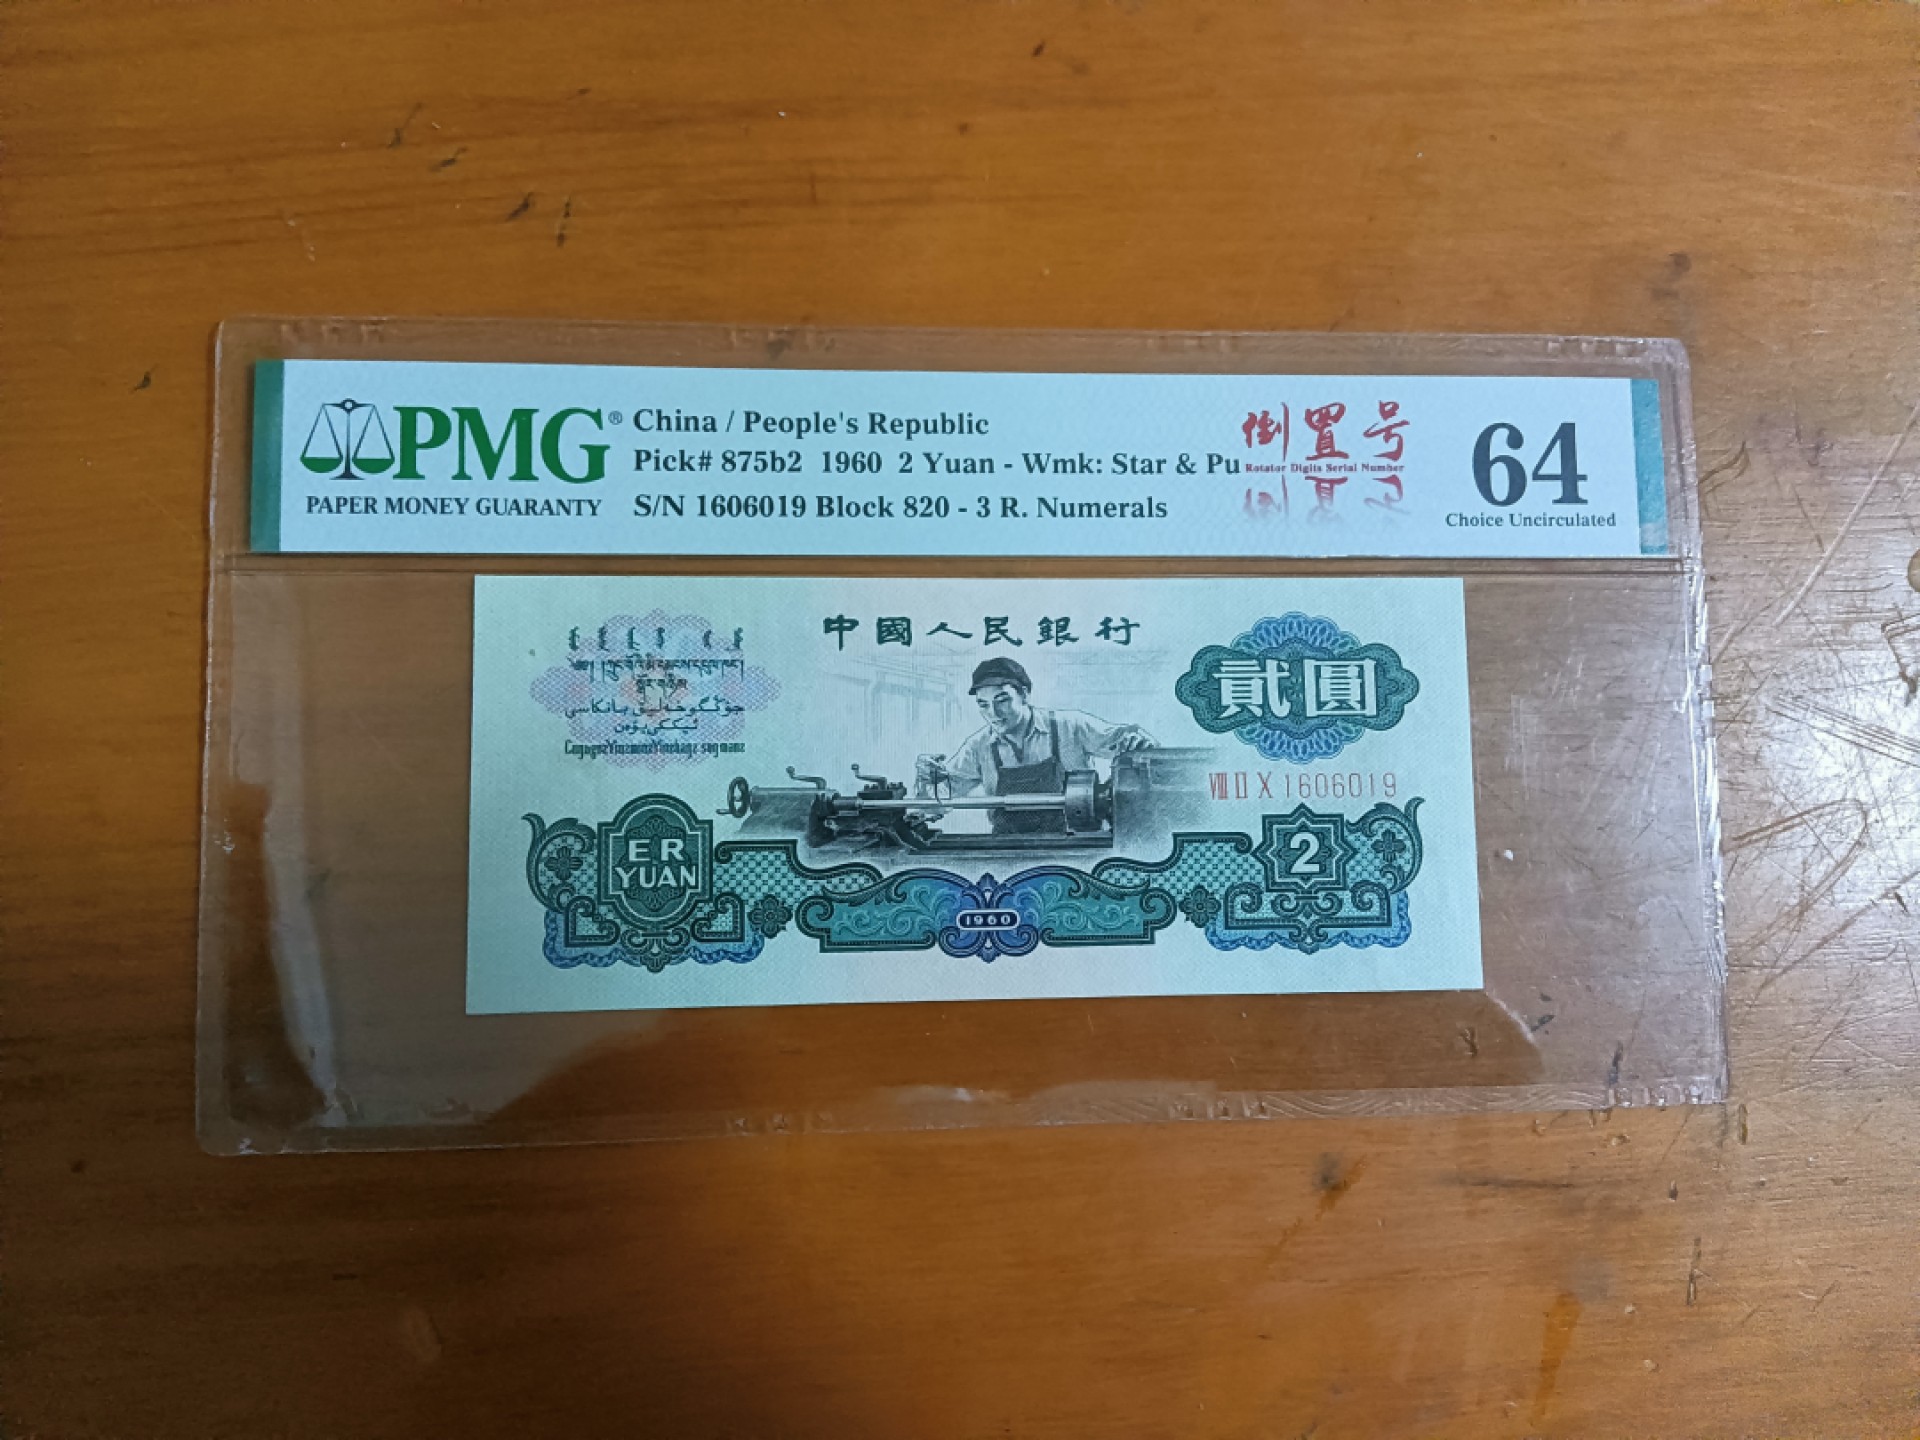 PMG®
PAPER MONEY GUARANTY
China / People's Republic
Pick# 875b2 1960 2 Yuan - Wmk: Star & Pu
S/N 1606019 Block 820 - 3 R. Numerals
倒置号
Rotator Digits Serial Number
64
Choice Uncirculated
中國人民銀行
貳圓
VIII II X 1606019
ER
YUAN
2
1960